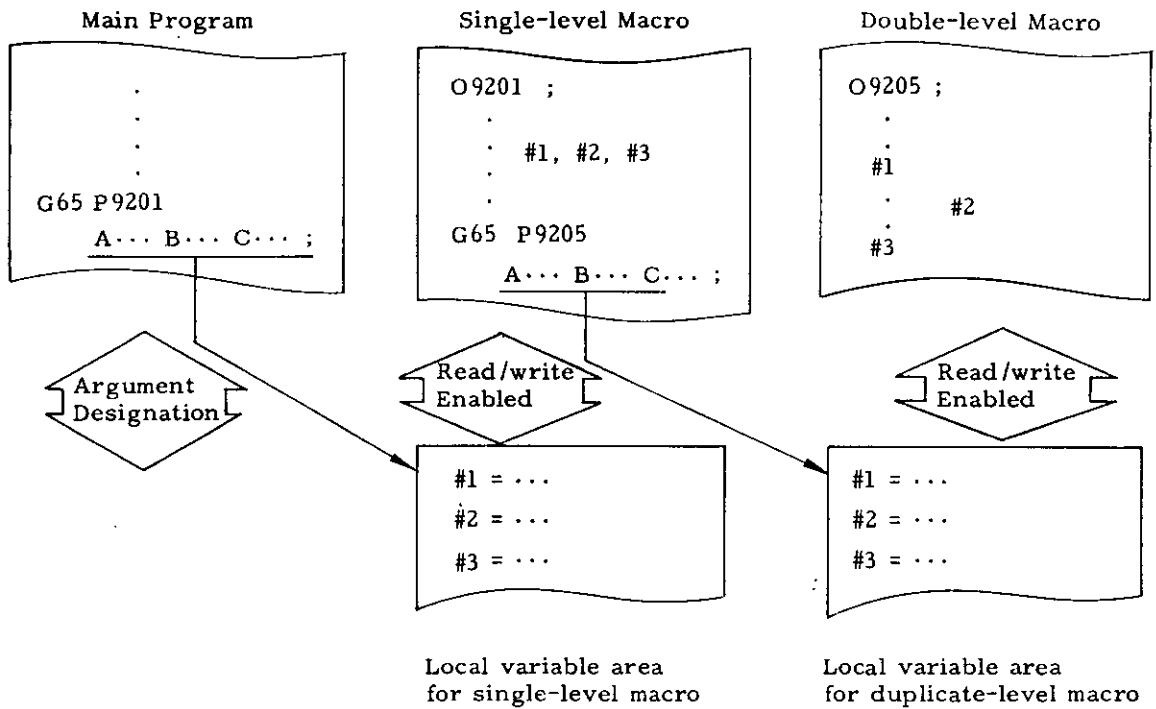 Main Program
.
.
.
.
G65 P9201
A··· B··· C··· ;
Single-level Macro
O9201 ;
.
. #1, #2, #3
.
.
G65 P9205
A··· B··· C··· ;
Double-level Macro
O9205 ;
.
.
#1
. #2
.
#3
Argument
Designation
Read/write
Enabled
Read/write
Enabled
#1 = ···
#2 = ···
#3 = ···
#1 = ···
#2 = ···
#3 = ···
Local variable area
for single-level macro
Local variable area
for duplicate-level macro